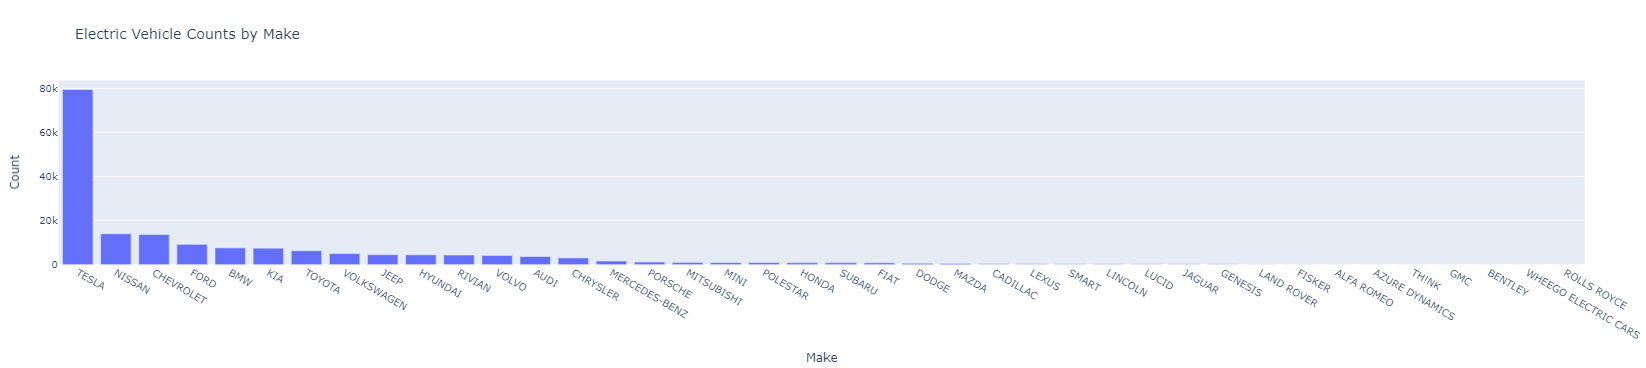 Electric Vehicle Counts by Make
80k
60k
40k
20k
0
Count
TESLA
NISSAN
CHEVROLET
FORD
BMW
KIA
TOYOTA
VOLKSWAGEN
JEEP
HYUNDAI
RIVIAN
VOLVO
AUDI
CHRYSLER
MERCEDES-BENZ
PORSCHE
MITSUBISHI
MINI
POLESTAR
HONDA
SUBARU
FIAT
DODGE
MAZDA
CADILLAC
LEXUS
SMART
LINCOLN
LUCID
JAGUAR
GENESIS
LAND ROVER
FISKER
ALFA ROMEO
AZURE DYNAMICS
THINK
GMC
BENTLEY
WHEEGO ELECTRIC CARS
ROLLS ROYCE
Make